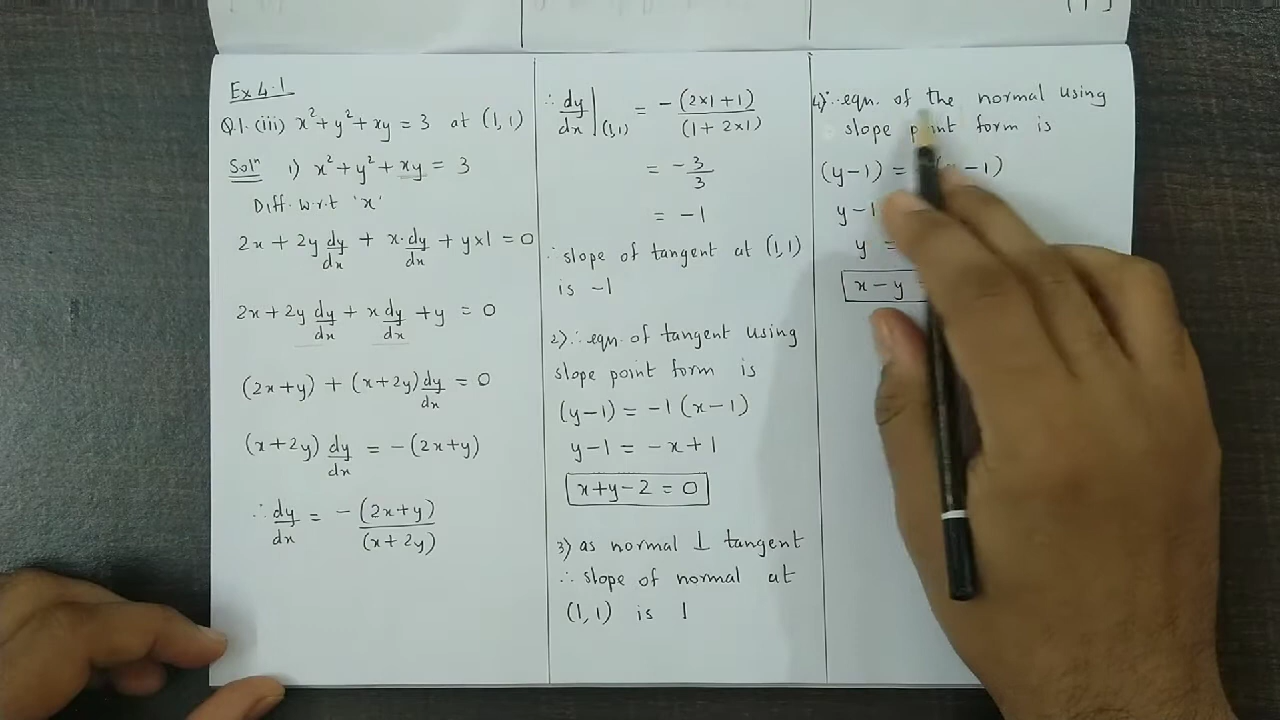 Ex 4.1
Q.1. (iii) x² + y² + xy = 3 at (1,1)
Solⁿ 1) x² + y² + xy = 3
Diff. w.r.t 'x'
2x + 2y dy/dx + x·dy/dx + y×1 = 0
2x + 2y dy/dx + x dy/dx + y = 0
(2x+y) + (x+2y) dy/dx = 0
(x+2y) dy/dx = -(2x+y)
∴ dy/dx = -(2x+y)/(x+2y)
∴ dy/dx |(1,1) = -(2×1+1)/(1+2×1)
= -3/3
= -1
∴ slope of tangent at (1,1)
is -1
2) ∴ eqn. of tangent using
slope point form is
(y-1) = -1 (x-1)
y-1 = -x+1
x+y-2 = 0
3) as normal ⊥ tangent
∴ slope of normal at
(1,1) is 1
4) ∴ eqn. of the normal using
slope point form is
(y-1) = -1)
y-1
y =
x-y